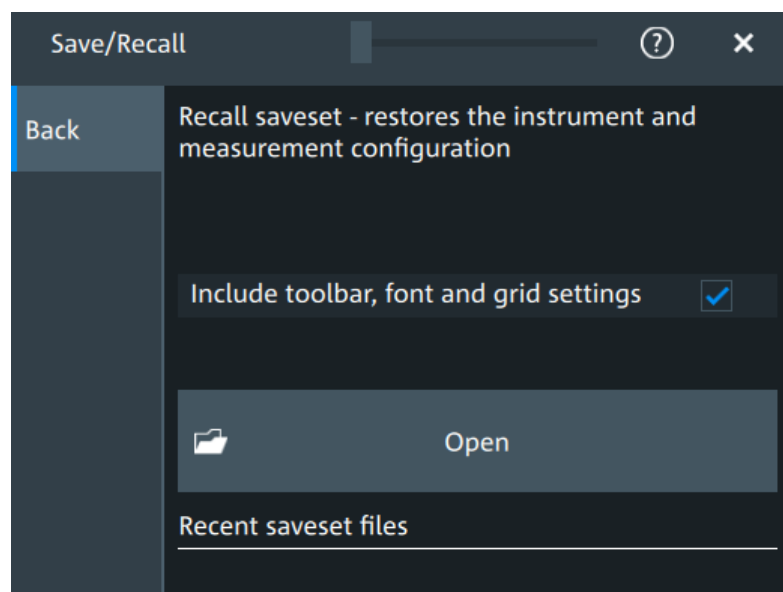 Save/Recall
?
Back
Recall saveset - restores the instrument and
measurement configuration
Include toolbar, font and grid settings
Open
Recent saveset files